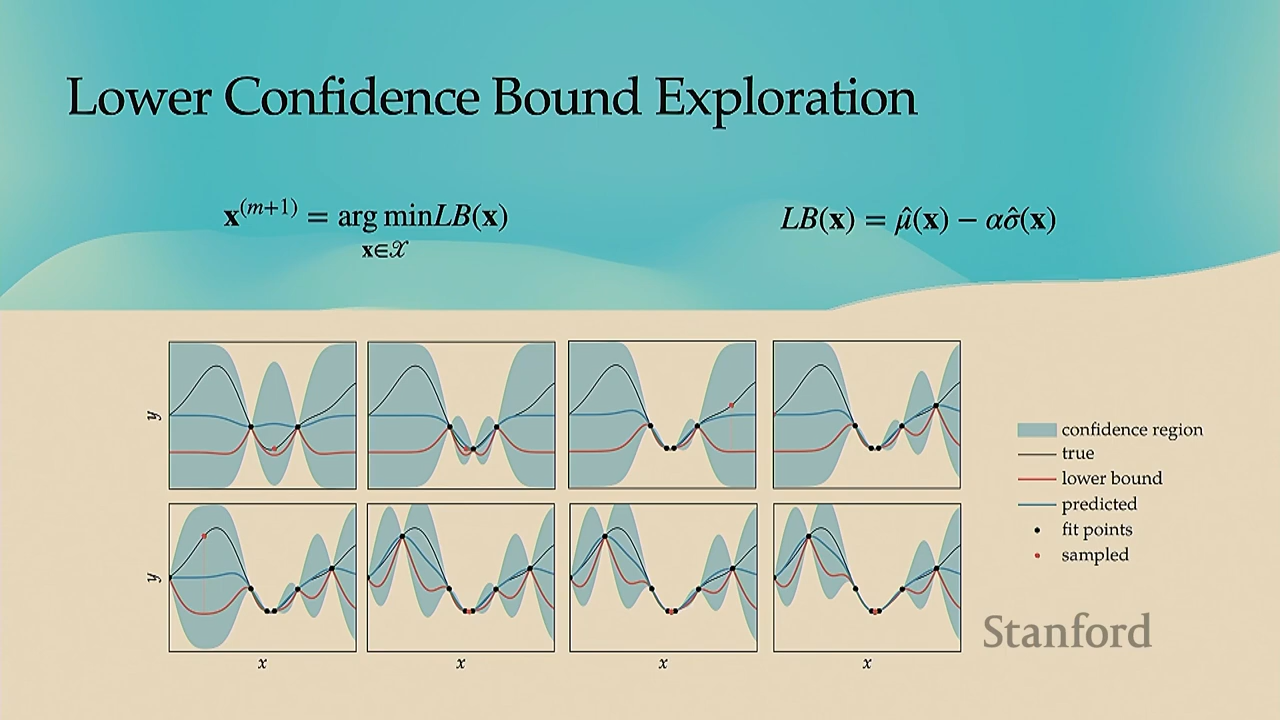 Lower Confidence Bound Exploration
x^(m+1) = arg min LB(x)
x∈𝒳
LB(x) = μ̂(x) − ασ̂(x)
y
y
x
x
x
x
confidence region
true
lower bound
predicted
fit points
sampled
Stanford